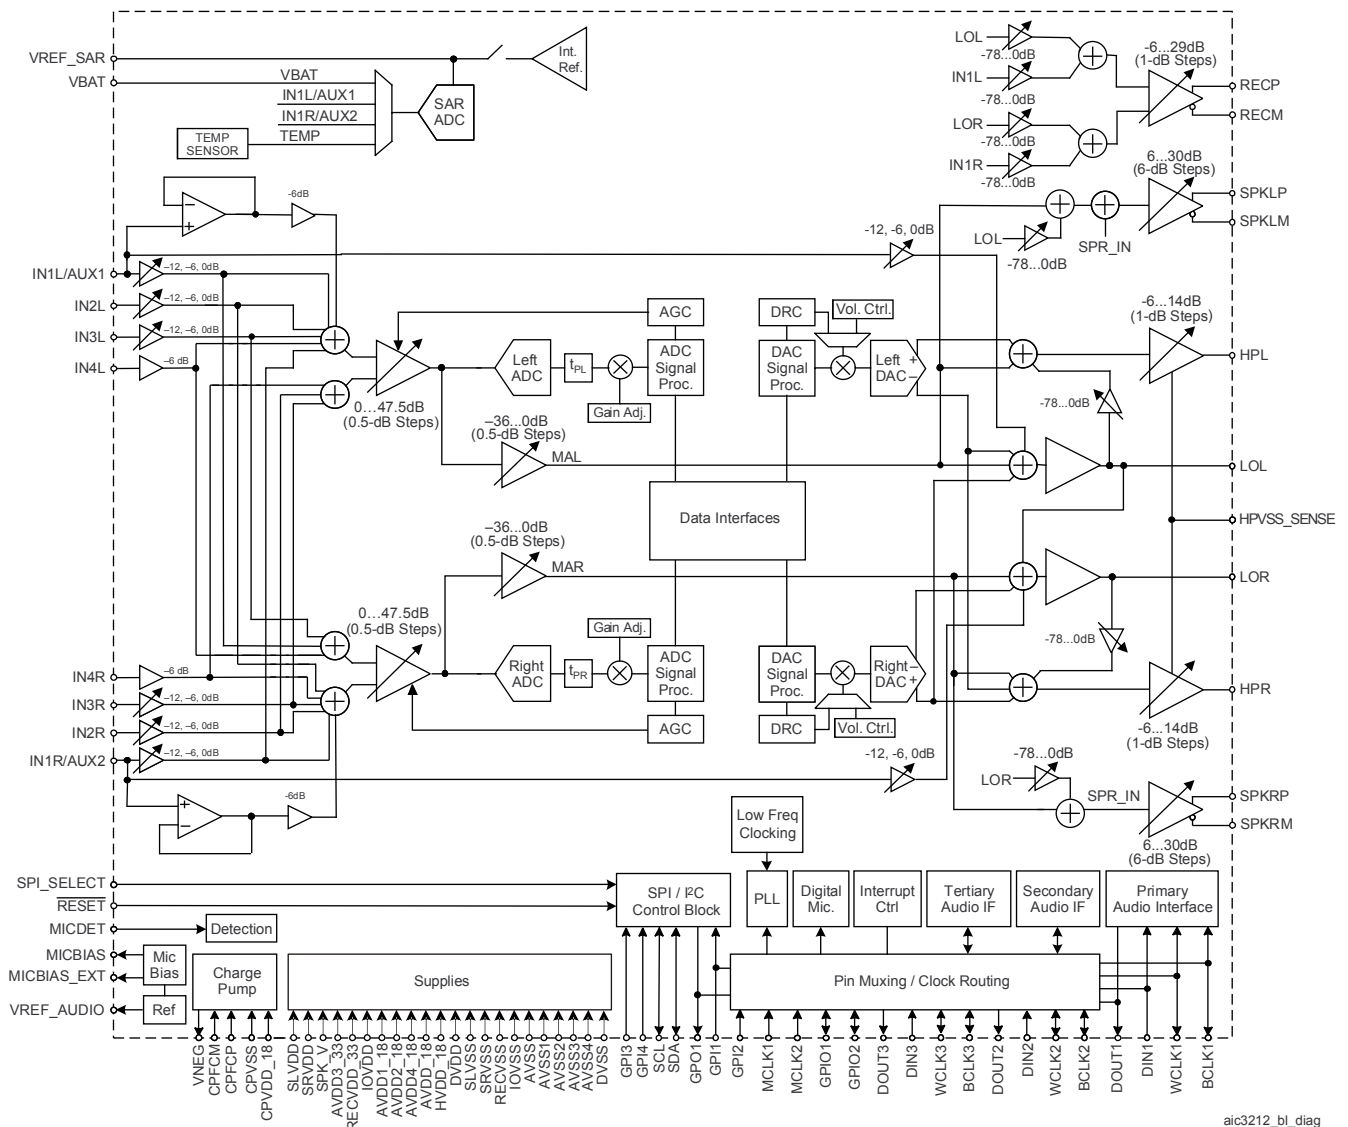 VREF_SAR
VBAT
VBAT
IN1L/AUX1
IN1R/AUX2
TEMP
TEMP
SENSOR
SAR
ADC
Int.
Ref.
LOL
-78...0dB
IN1L
-78...0dB
LOR
-78...0dB
IN1R
-78...0dB
-6...29dB
(1-dB Steps)
RECP
RECM
6...30dB
(6-dB Steps)
SPKLP
SPKLM
LOL
-78...0dB
SPR_IN
-6dB
-12, -6, 0dB
IN1L/AUX1
–12, –6, 0dB
IN2L
–12, –6, 0dB
IN3L
–12, –6, 0dB
IN4L
–6 dB
0...47.5dB
(0.5-dB Steps)
Left
ADC
tPL
Gain Adj.
AGC
ADC
Signal
Proc.
DRC
Vol. Ctrl.
DAC
Signal
Proc.
Left +
DAC –
-6...14dB
(1-dB Steps)
HPL
-78...0dB
–36...0dB
(0.5-dB Steps)
MAL
LOL
Data Interfaces
HPVSS_SENSE
–36...0dB
(0.5-dB Steps)
MAR
LOR
0...47.5dB
(0.5-dB Steps)
Gain Adj.
Right
ADC
tPR
ADC
Signal
Proc.
AGC
DAC
Signal
Proc.
DRC
Vol. Ctrl.
Right –
DAC +
-78...0dB
HPR
-6...14dB
(1-dB Steps)
IN4R
–6 dB
IN3R
–12, –6, 0dB
IN2R
–12, –6, 0dB
IN1R/AUX2
–12, –6, 0dB
-6dB
-12, -6, 0dB
-78...0dB
LOR
SPR_IN
SPKRP
SPKRM
6...30dB
(6-dB Steps)
Low Freq
Clocking
SPI_SELECT
RESET
MICDET
Detection
MICBIAS
MICBIAS_EXT
Mic
Bias
VREF_AUDIO
Ref
Charge
Pump
Supplies
SPI / I²C
Control Block
PLL
Digital
Mic.
Interrupt
Ctrl
Tertiary
Audio IF
Secondary
Audio IF
Primary
Audio Interface
Pin Muxing / Clock Routing
VNEG
CPFCM
CPFCP
CPVSS
CPVDD_18
SLVDD
SRVDD
SPK_V
AVDD3_33
RECVDD_33
IOVDD
AVDD1_18
AVDD2_18
AVDD4_18
AVDD_18
HVDD_18
DVDD
SLVSS
SRVSS
RECVSS
IOVSS
AVSS
AVSS1
AVSS2
AVSS3
AVSS4
DVSS
GPI3
GPI4
SCL
SDA
GPO1
GPI1
GPI2
MCLK1
MCLK2
GPIO1
GPIO2
DOUT3
DIN3
WCLK3
BCLK3
DOUT2
DIN2
WCLK2
BCLK2
DOUT1
DIN1
WCLK1
BCLK1
aic3212_bl_diag